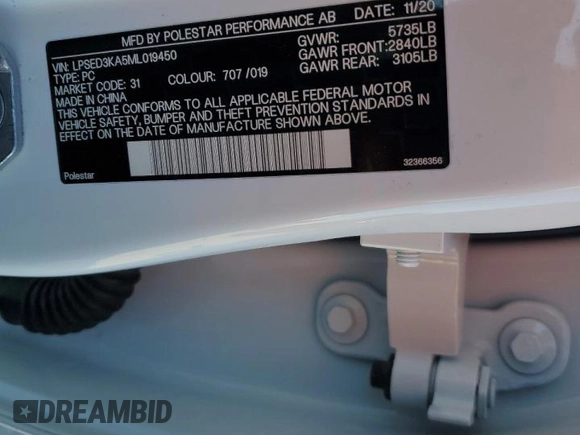 MFD BY POLESTAR PERFORMANCE AB DATE: 11/20
VIN: LPSED3KA5ML019450 GVWR: 5735LB
TYPE: PC GAWR FRONT: 2840LB
MARKET CODE: 31 COLOUR: 707 /019 GAWR REAR: 3105LB
MADE IN CHINA
THIS VEHICLE CONFORMS TO ALL APPLICABLE FEDERAL MOTOR
VEHICLE SAFETY, BUMPER AND THEFT PREVENTION STANDARDS IN
EFFECT ON THE DATE OF MANUFACTURE SHOWN ABOVE.
Polestar 32366356
DREAMBID